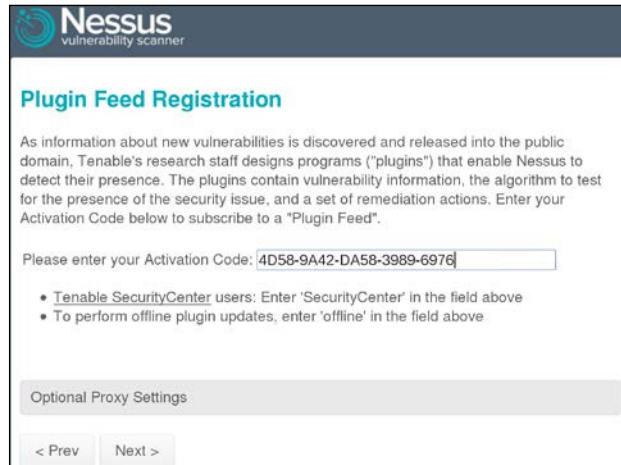 Nessus
vulnerability scanner
Plugin Feed Registration
As information about new vulnerabilities is discovered and released into the public
domain, Tenable's research staff designs programs ("plugins") that enable Nessus to
detect their presence. The plugins contain vulnerability information, the algorithm to test
for the presence of the security issue, and a set of remediation actions. Enter your
Activation Code below to subscribe to a "Plugin Feed".
Please enter your Activation Code: 4D58-9A42-DA58-3989-6976
• Tenable SecurityCenter users: Enter 'SecurityCenter' in the field above
• To perform offline plugin updates, enter 'offline' in the field above
Optional Proxy Settings
< Prev Next >